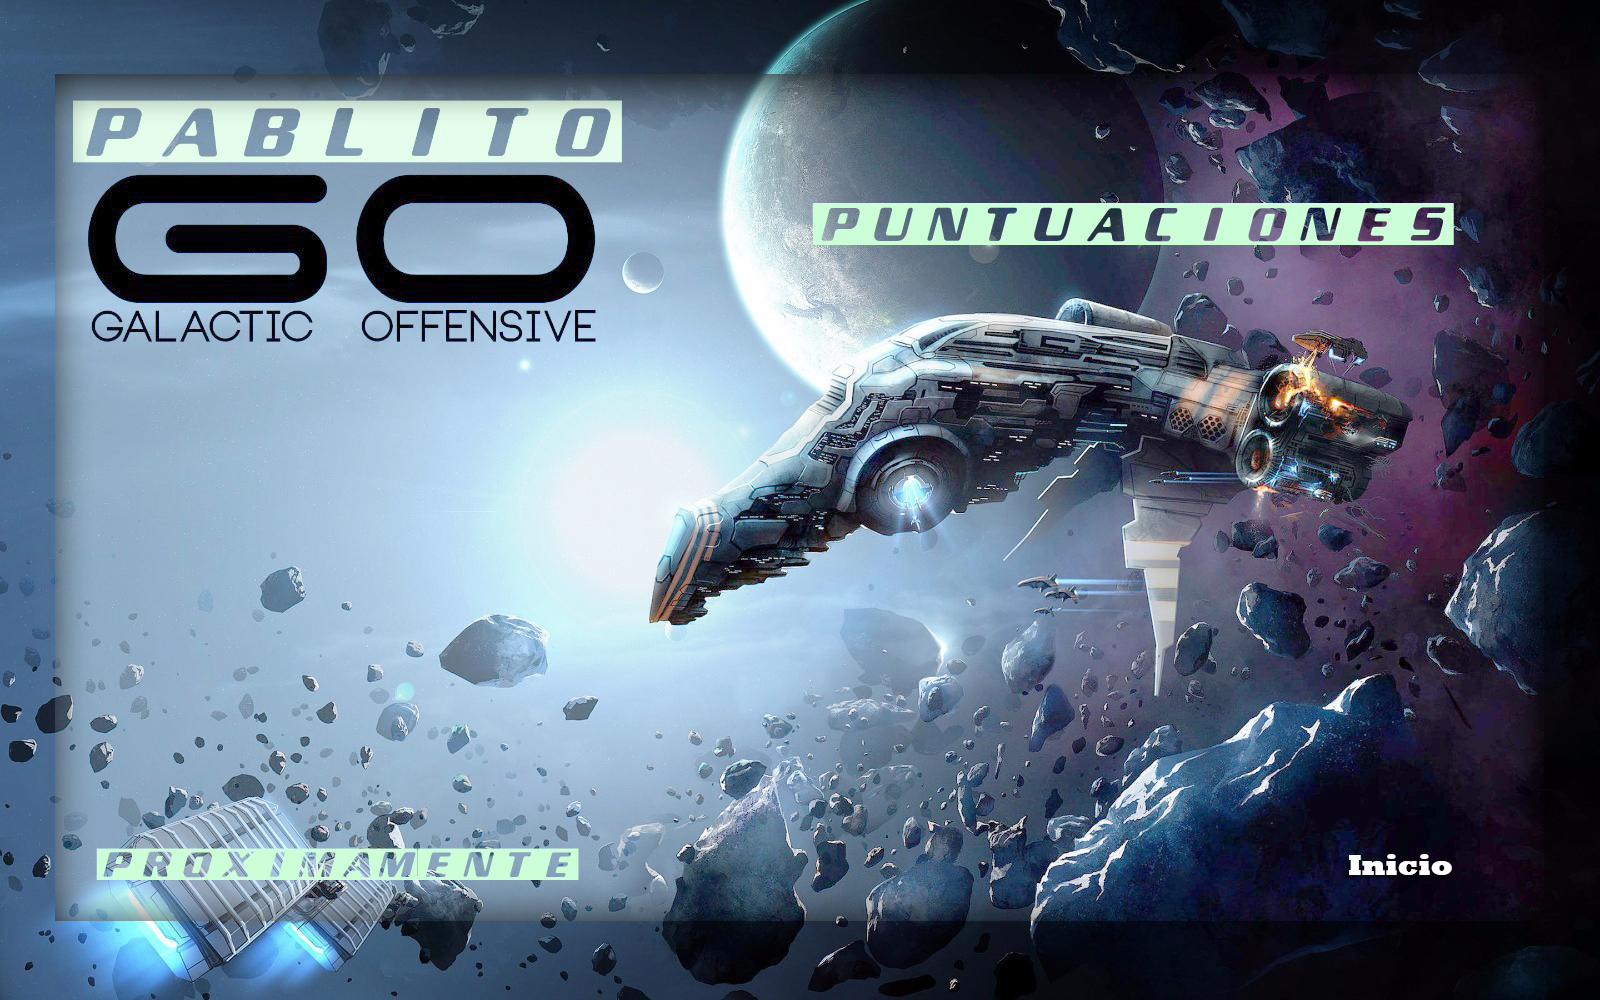 PABLITO
GO
GALACTIC OFFENSIVE
PUNTUACIONES
PROXIMAMENTE
Inicio